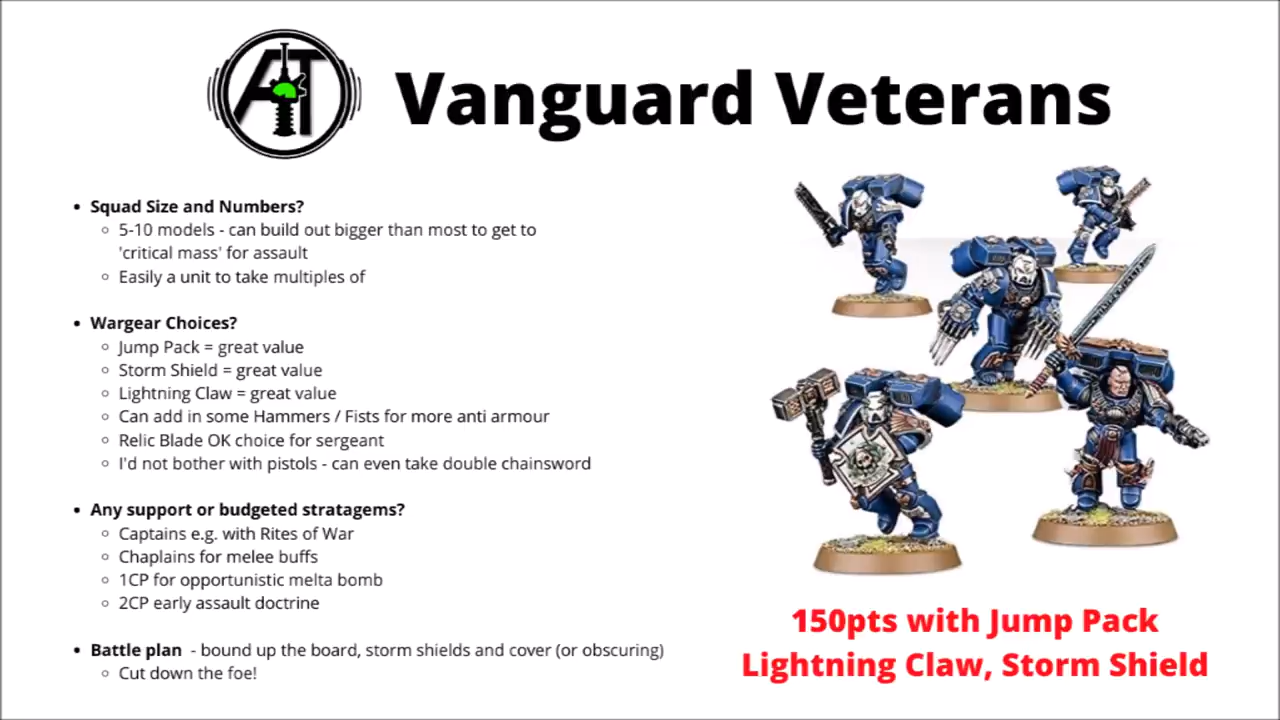 AT
Vanguard Veterans
• Squad Size and Numbers?
◦ 5-10 models - can build out bigger than most to get to
'critical mass' for assault
◦ Easily a unit to take multiples of
• Wargear Choices?
◦ Jump Pack = great value
◦ Storm Shield = great value
◦ Lightning Claw = great value
◦ Can add in some Hammers / Fists for more anti armour
◦ Relic Blade OK choice for sergeant
◦ I'd not bother with pistols - can even take double chainsword
• Any support or budgeted stratagems?
◦ Captains e.g. with Rites of War
◦ Chaplains for melee buffs
◦ 1CP for opportunistic melta bomb
◦ 2CP early assault doctrine
• Battle plan - bound up the board, storm shields and cover (or obscuring)
◦ Cut down the foe!
150pts with Jump Pack
Lightning Claw, Storm Shield